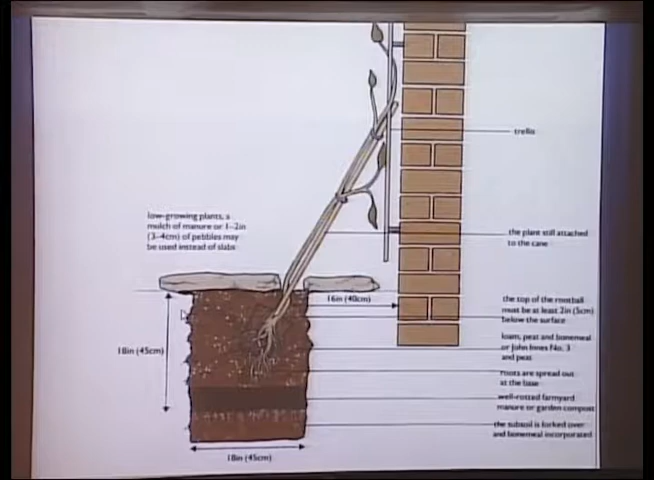 trellis
low-growing plants, a
mulch of manure or 1–2in
(3–4cm) of pebbles may
be used instead of slabs
the plant still attached
to the cane
16in (40cm)
the top of the rootball
must be at least 2in (5cm)
below the surface
18in (45cm)
loam, peat and bonemeal
or John Innes No. 3
and peat
roots are spread out
at the base
well-rotted farmyard
manure or garden compost
the subsoil is forked over
and bonemeal incorporated
18in (45cm)